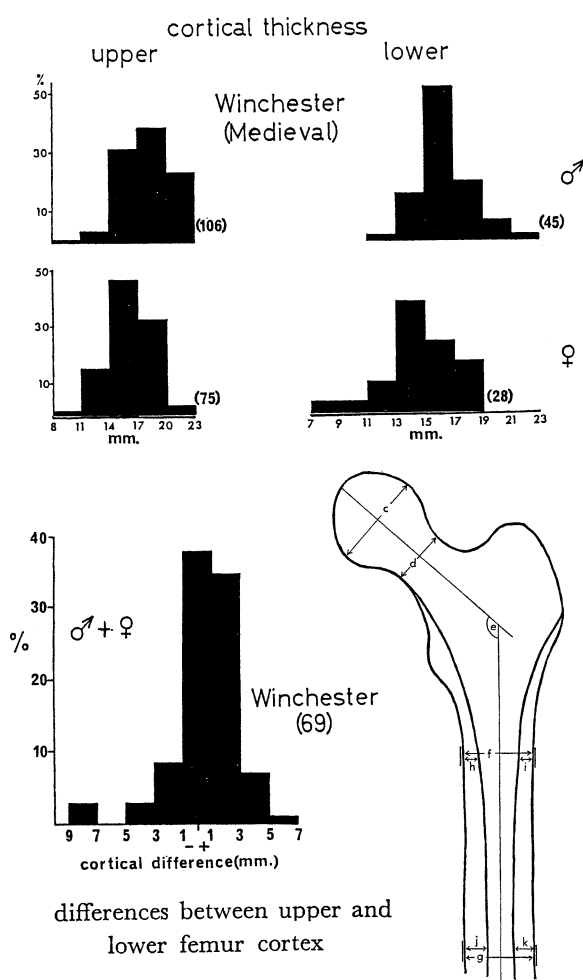 cortical thickness
upper
lower
%
50
30
10
Winchester
(Medieval)
(106)
(45)
♂
50
30
10
(75)
(28)
♀
8 11 14 17 20 23
mm.
7 9 11 13 15 17 19 21 23
mm.
40
30
20
10
%
♂+♀
Winchester
(69)
9 7 5 3 1 1 3 5 7
-+
cortical difference(mm.)
differences between upper and
lower femur cortex
c
d
e
f
h i
j k
g